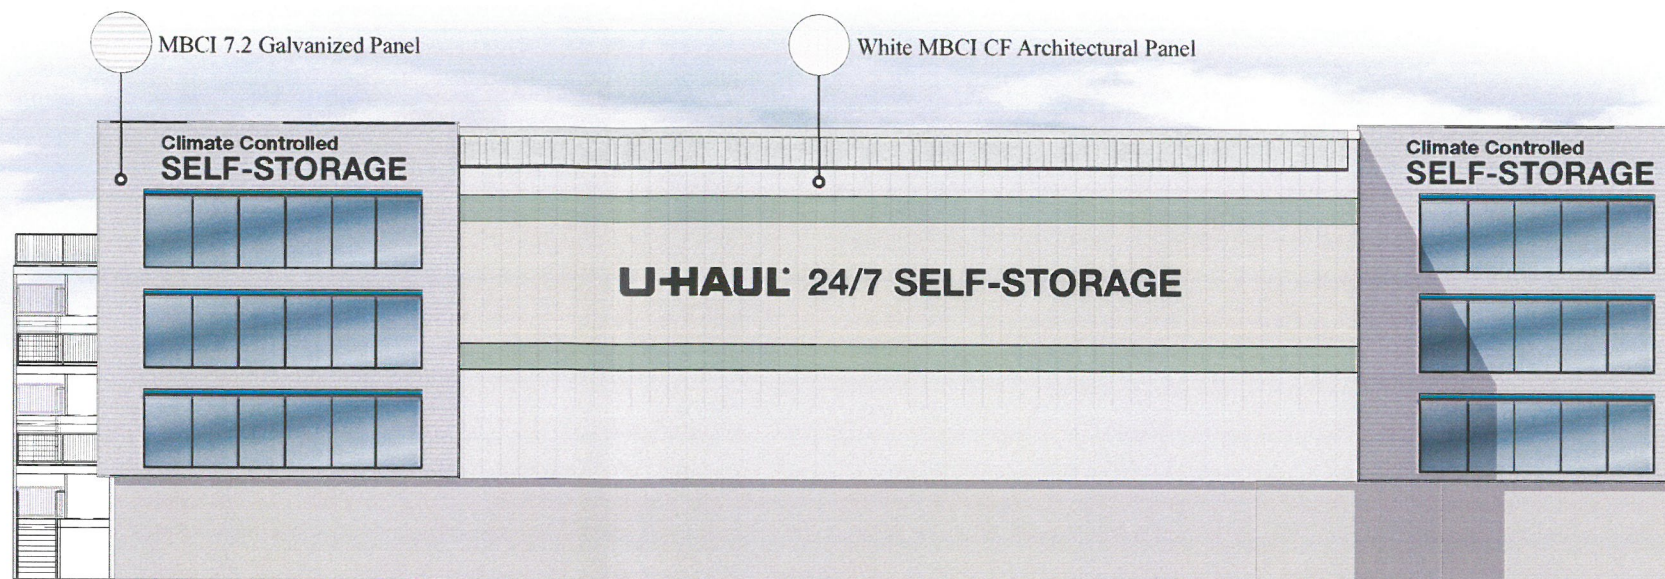 MBCI 7.2 Galvanized Panel
White MBCI CF Architectural Panel
Climate Controlled
SELF-STORAGE
U-HAUL 24/7 SELF-STORAGE
Climate Controlled
SELF-STORAGE